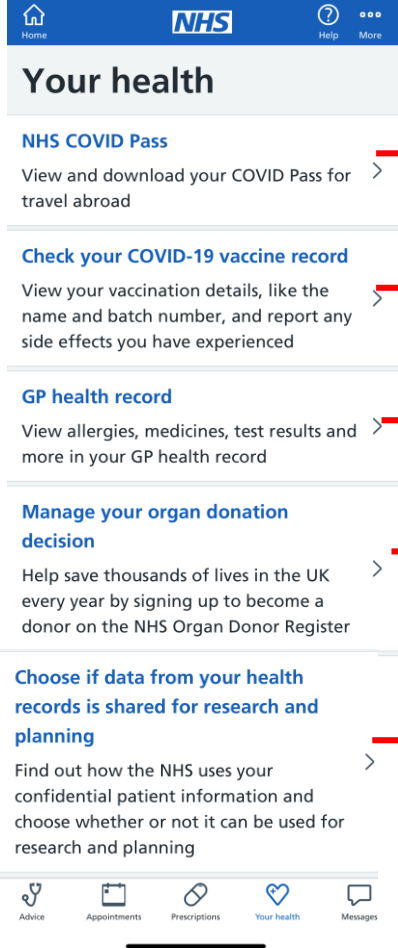 NHS
Home
Help
More
Your health
NHS COVID Pass
View and download your COVID Pass for
travel abroad
Check your COVID-19 vaccine record
View your vaccination details, like the
name and batch number, and report any
side effects you have experienced
GP health record
View allergies, medicines, test results and
more in your GP health record
Manage your organ donation
decision
Help save thousands of lives in the UK
every year by signing up to become a
donor on the NHS Organ Donor Register
Choose if data from your health
records is shared for research and
planning
Find out how the NHS uses your
confidential patient information and
choose whether or not it can be used for
research and planning
Advice
Appointments
Prescriptions
Your health
Messages